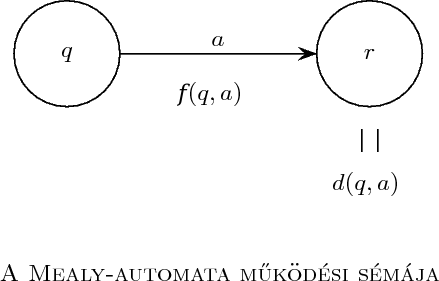 q
a
r
f(q, a)
| |
d(q, a)
A Mealy-automata működési sémája